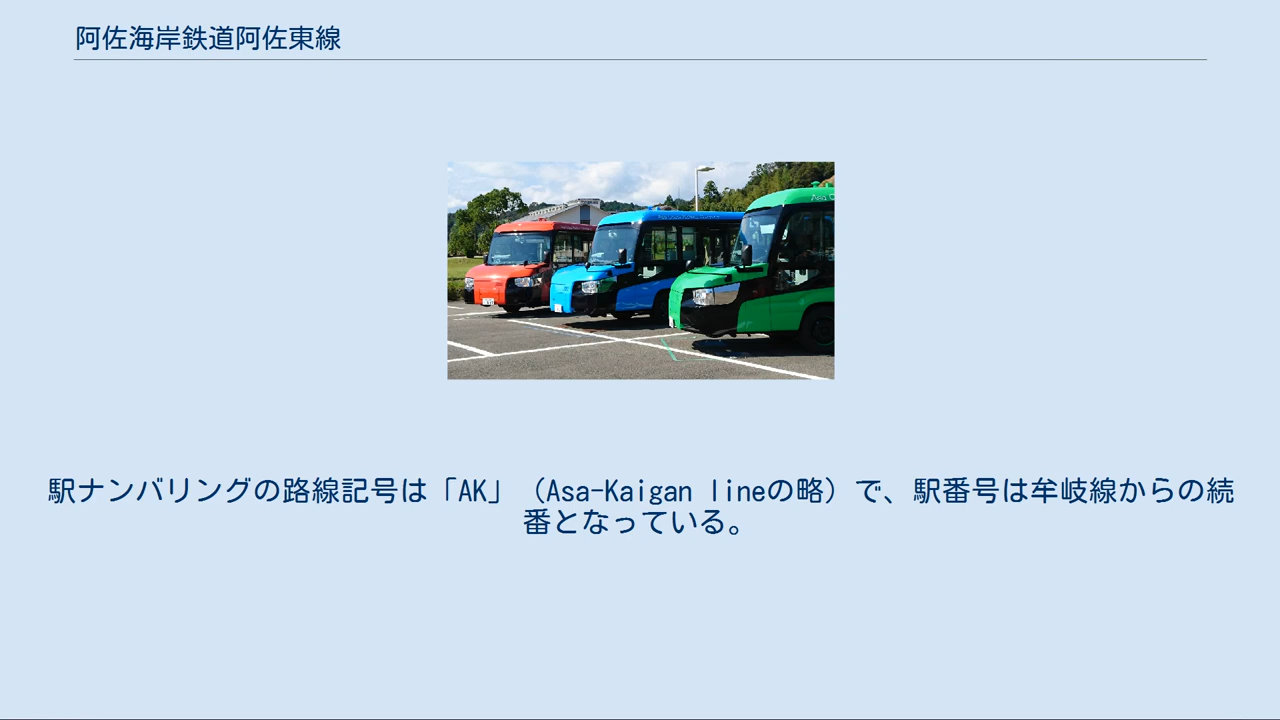 阿佐海岸鉄道阿佐東線
Asa C
駅ナンバリングの路線記号は「AK」（Asa-Kaigan lineの略）で、駅番号は牟岐線からの続
番となっている。